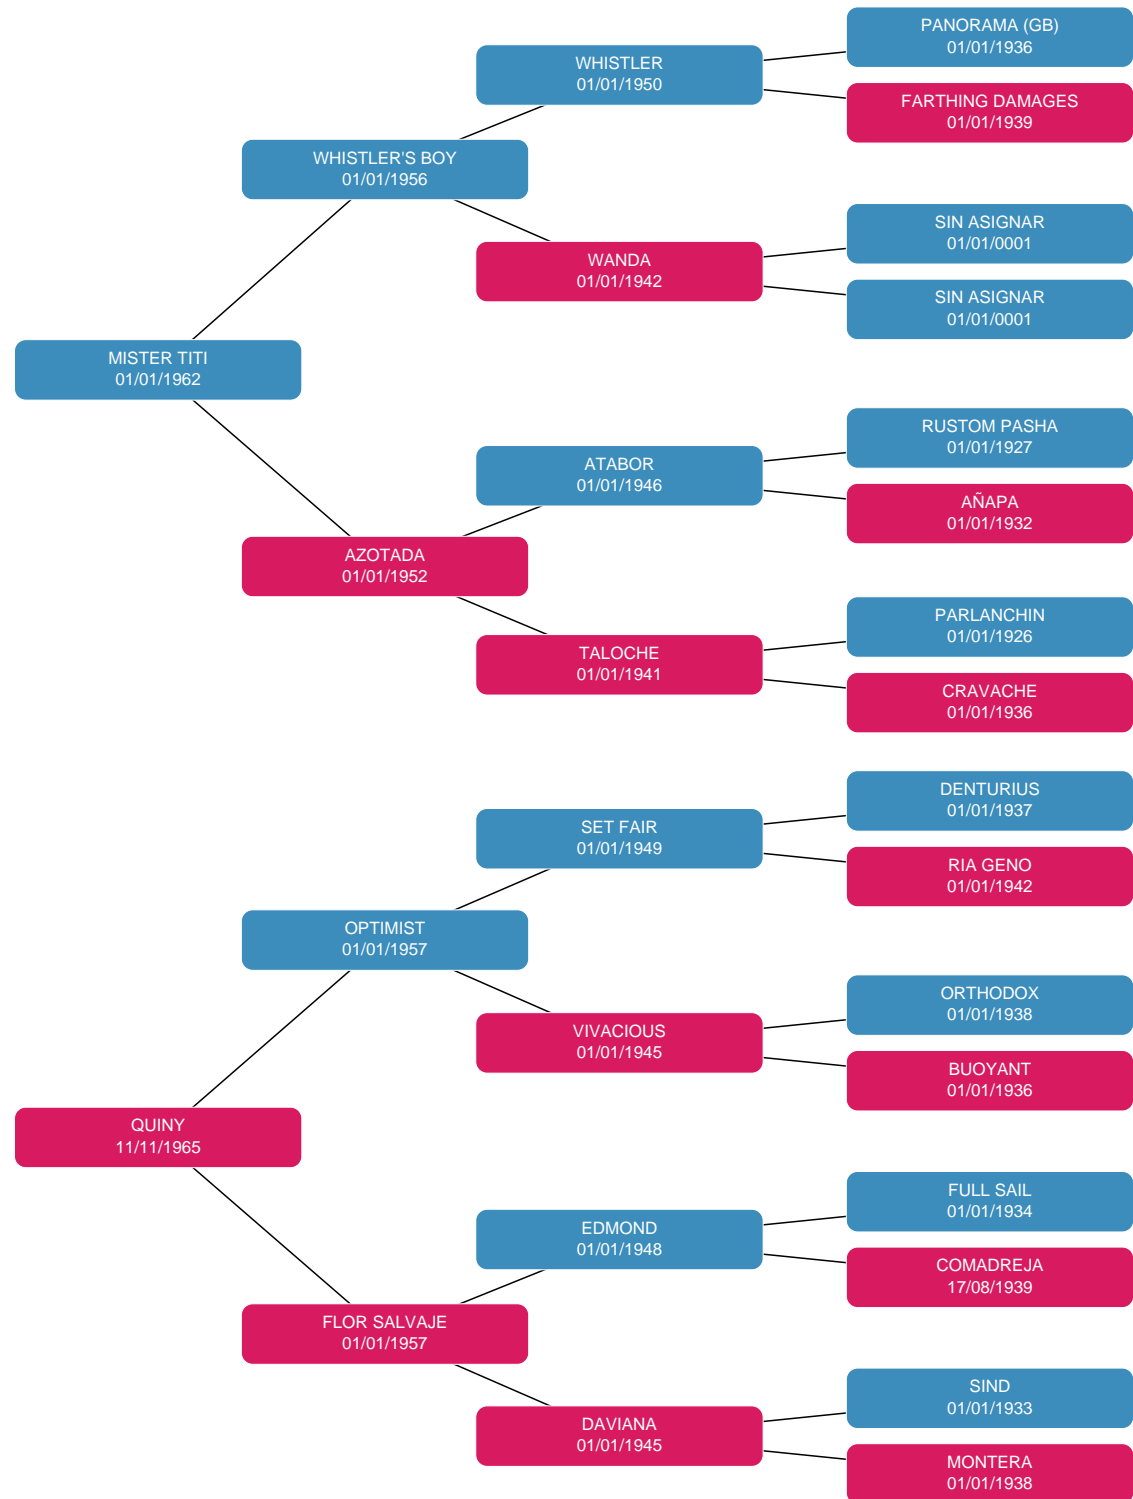 PANORAMA (GB)
01/01/1936
WHISTLER
01/01/1950
FARTHING DAMAGES
01/01/1939
WHISTLER'S BOY
01/01/1956
SIN ASIGNAR
01/01/0001
WANDA
01/01/1942
SIN ASIGNAR
01/01/0001
MISTER TITI
01/01/1962
RUSTOM PASHA
01/01/1927
ATABOR
01/01/1946
AÑAPA
01/01/1932
AZOTADA
01/01/1952
PARLANCHIN
01/01/1926
TALOCHE
01/01/1941
CRAVACHE
01/01/1936
DENTURIUS
01/01/1937
SET FAIR
01/01/1949
RIA GENO
01/01/1942
OPTIMIST
01/01/1957
ORTHODOX
01/01/1938
VIVACIOUS
01/01/1945
BUOYANT
01/01/1936
QUINY
11/11/1965
FULL SAIL
01/01/1934
EDMOND
01/01/1948
COMADREJA
17/08/1939
FLOR SALVAJE
01/01/1957
SIND
01/01/1933
DAVIANA
01/01/1945
MONTERA
01/01/1938